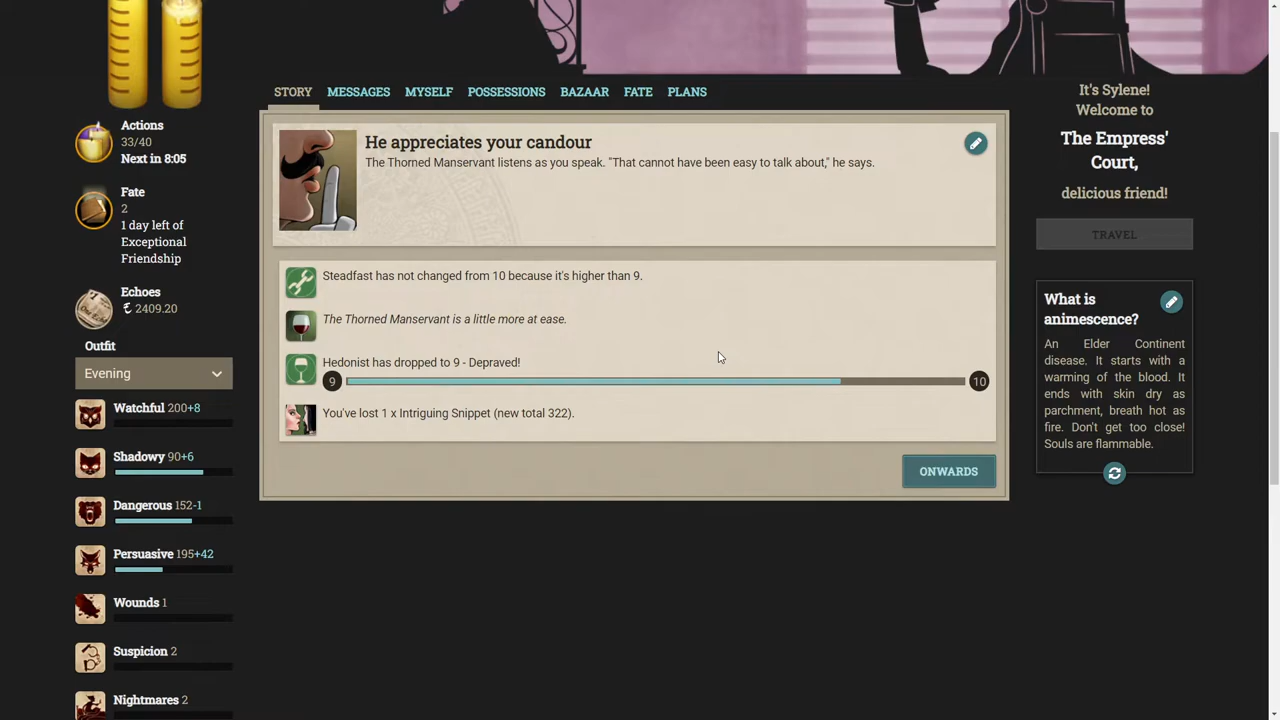 STORY MESSAGES MYSELF POSSESSIONS BAZAAR FATE PLANS
Actions
33/40
Next in 8:05
Fate
2
1 day left of
Exceptional
Friendship
Echoes
2409.20
Outfit
Evening
Watchful 200+8
Shadowy 90+6
Dangerous 152-1
Persuasive 195+42
Wounds 1
Suspicion 2
Nightmares 2
He appreciates your candour
The Thorned Manservant listens as you speak. "That cannot have been easy to talk about," he says.
Steadfast has not changed from 10 because it's higher than 9.
The Thorned Manservant is a little more at ease.
Hedonist has dropped to 9 - Depraved!
9 10
You've lost 1 x Intriguing Snippet (new total 322).
ONWARDS
It's Sylene!
Welcome to
The Empress'
Court,
delicious friend!
TRAVEL
What is
animescence?
An Elder Continent
disease. It starts with a
warming of the blood. It
ends with skin dry as
parchment, breath hot as
fire. Don't get too close!
Souls are flammable.